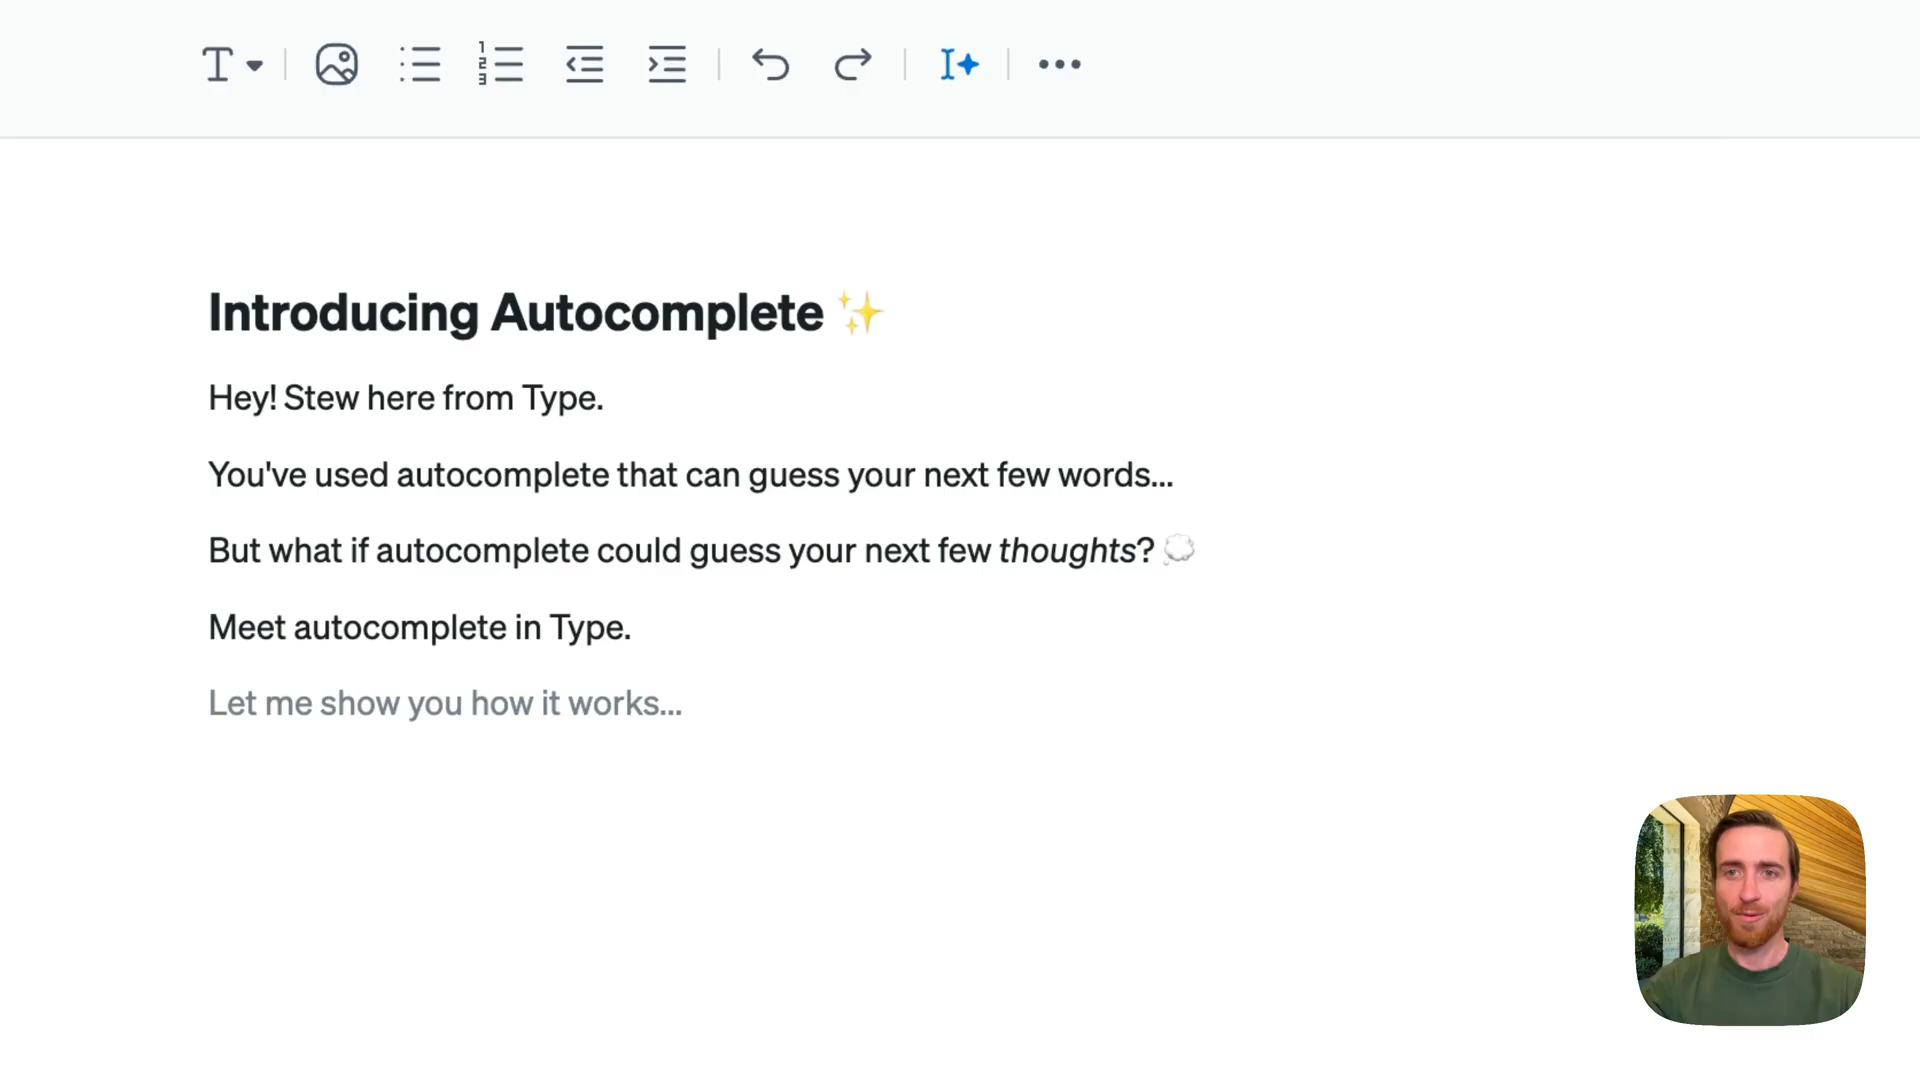 Introducing Autocomplete ✨
Hey! Stew here from Type.
You've used autocomplete that can guess your next few words...
But what if autocomplete could guess your next few thoughts? 💭
Meet autocomplete in Type.
Let me show you how it works...